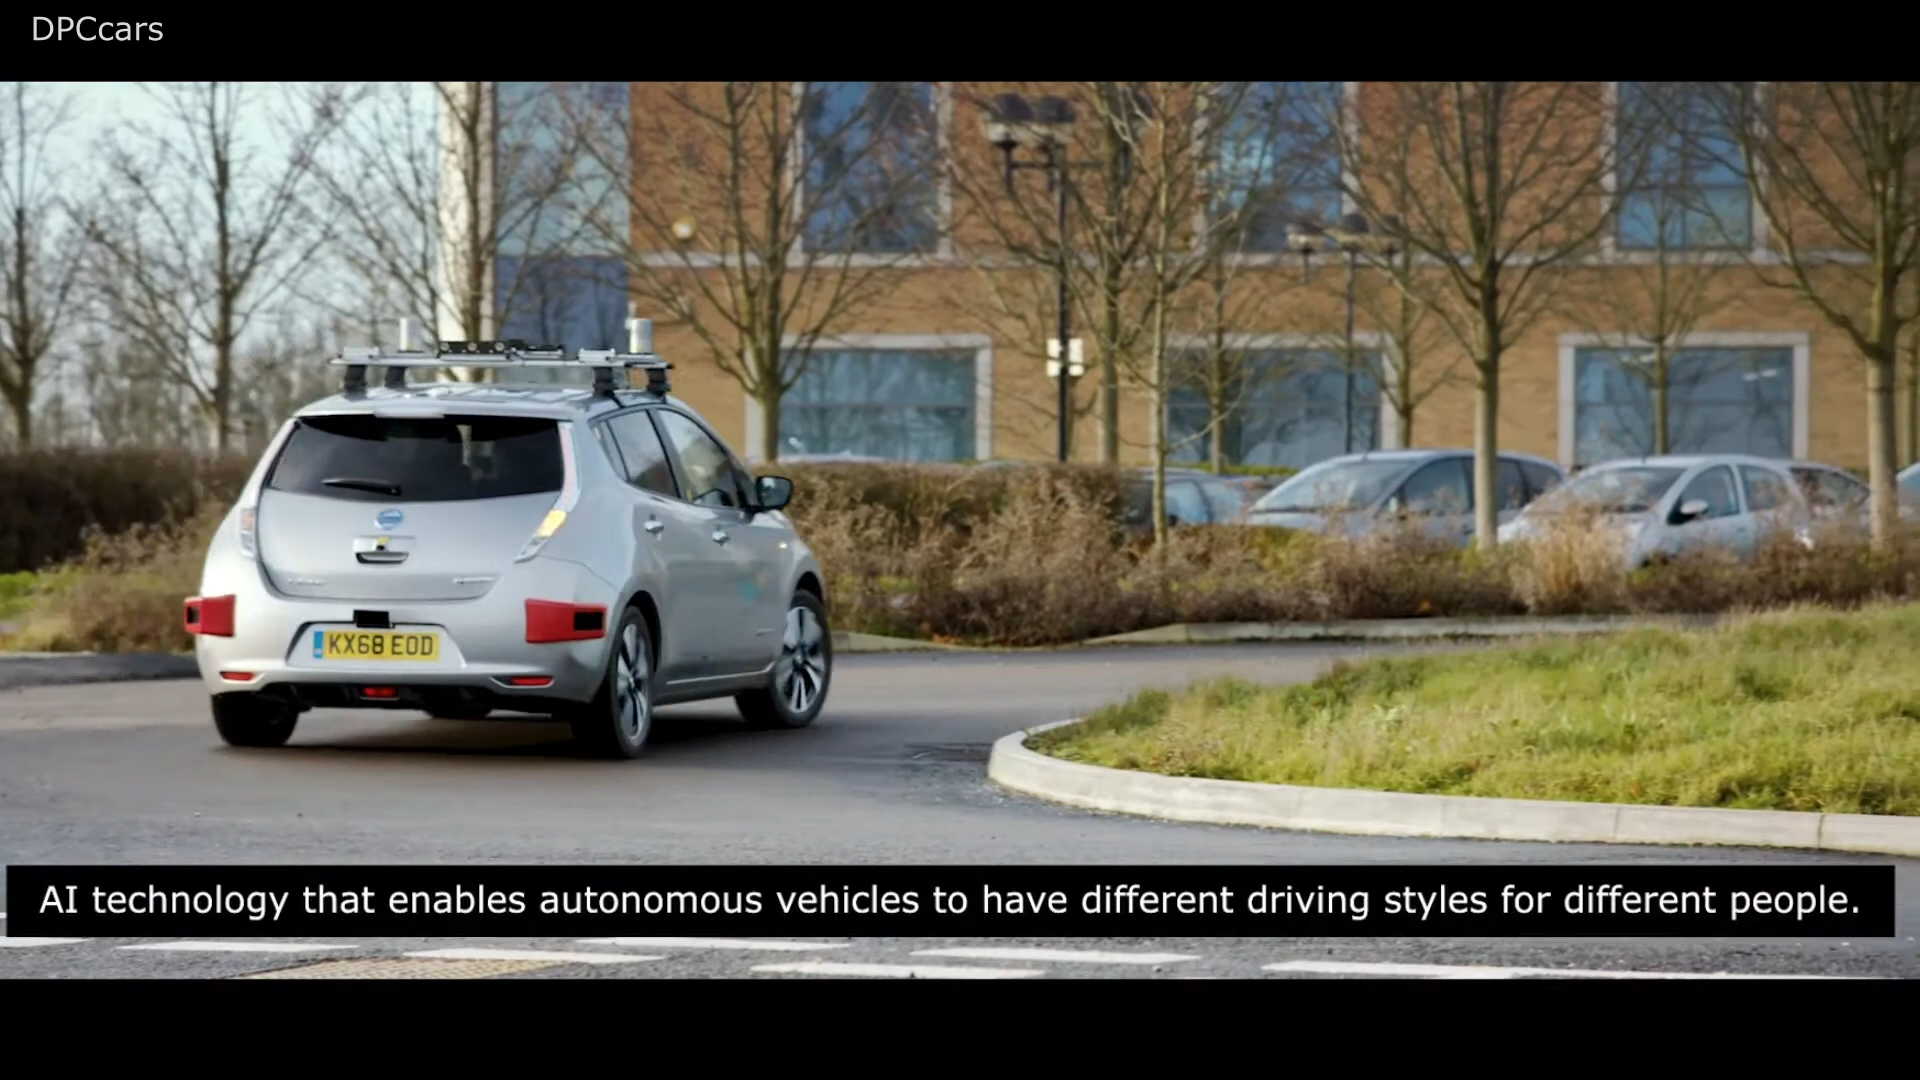 DPCcars
KX68 EOD
AI technology that enables autonomous vehicles to have different driving styles for different people.